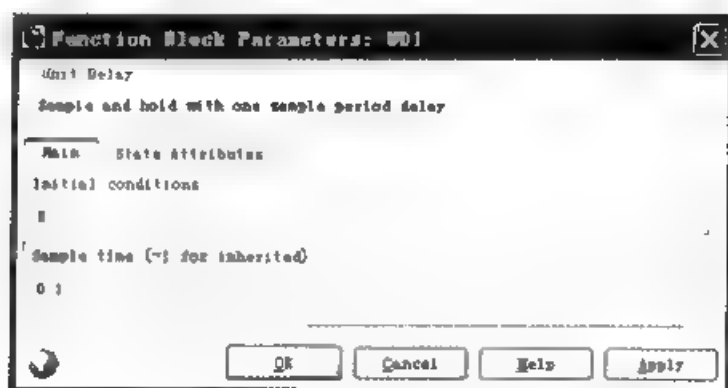 Function Block Parameters: UD1
Unit Delay
Sample and hold with one sample period delay
Main State Attributes
Initial conditions
Sample time (-1 for inherited)
OK Cancel Help Apply